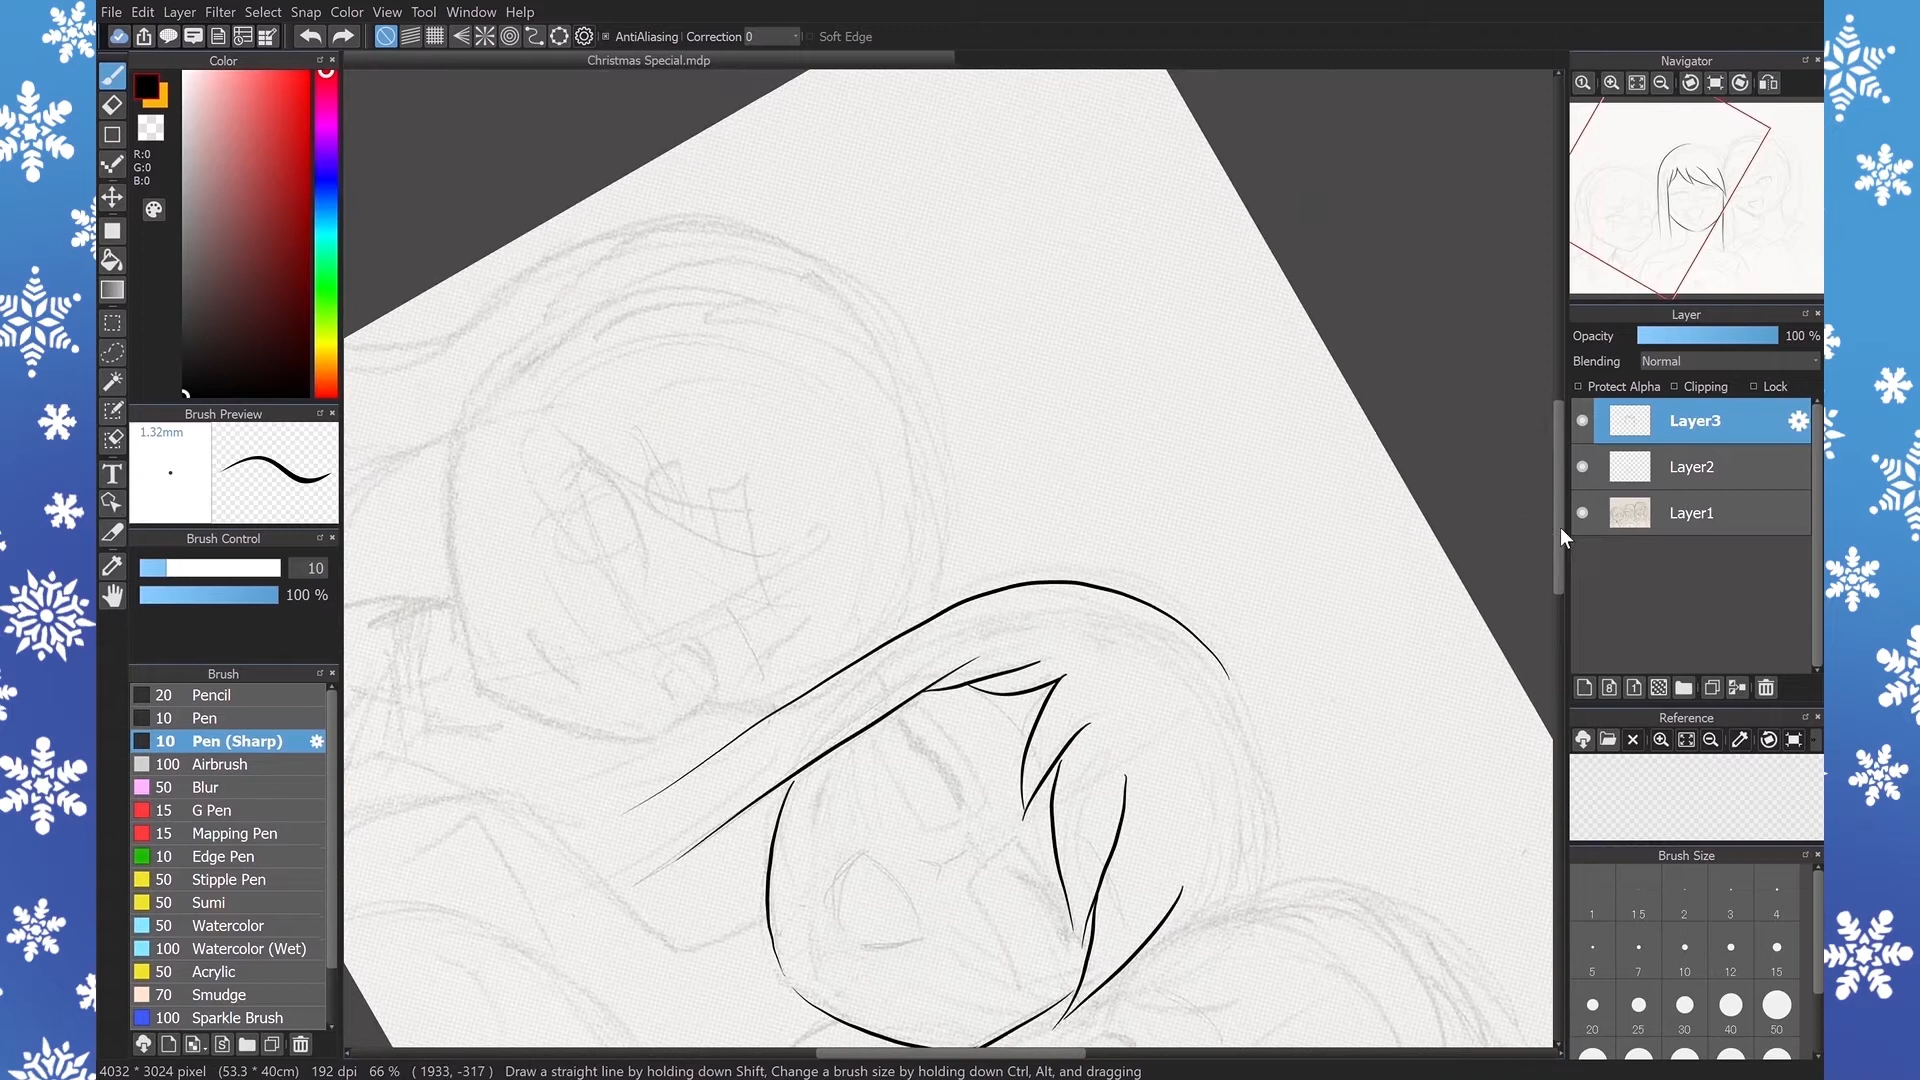 File Edit Layer Filter Select Snap Color View Tool Window Help
AntiAliasing Correction 0 Soft Edge
Color
Christmas Special.mdp
Navigator
R:0
G:0
B:0
Layer
Opacity 100 %
Blending Normal
Protect Alpha Clipping Lock
Layer3
Layer2
Layer1
Brush Preview
1.32mm
Brush Control
10
100 %
Brush
20 Pencil
10 Pen
10 Pen (Sharp)
100 Airbrush
50 Blur
15 G Pen
15 Mapping Pen
10 Edge Pen
50 Stipple Pen
50 Sumi
50 Watercolor
100 Watercolor (Wet)
50 Acrylic
70 Smudge
100 Sparkle Brush
Reference
Brush Size
1 1.5 2 3 4
5 7 10 12 15
20 25 30 40 50
4032 * 3024 pixel (53.3 * 40cm) 192 dpi 66 % ( 1933, -317 ) Draw a straight line by holding down Shift, Change a brush size by holding down Ctrl, Alt, and dragging